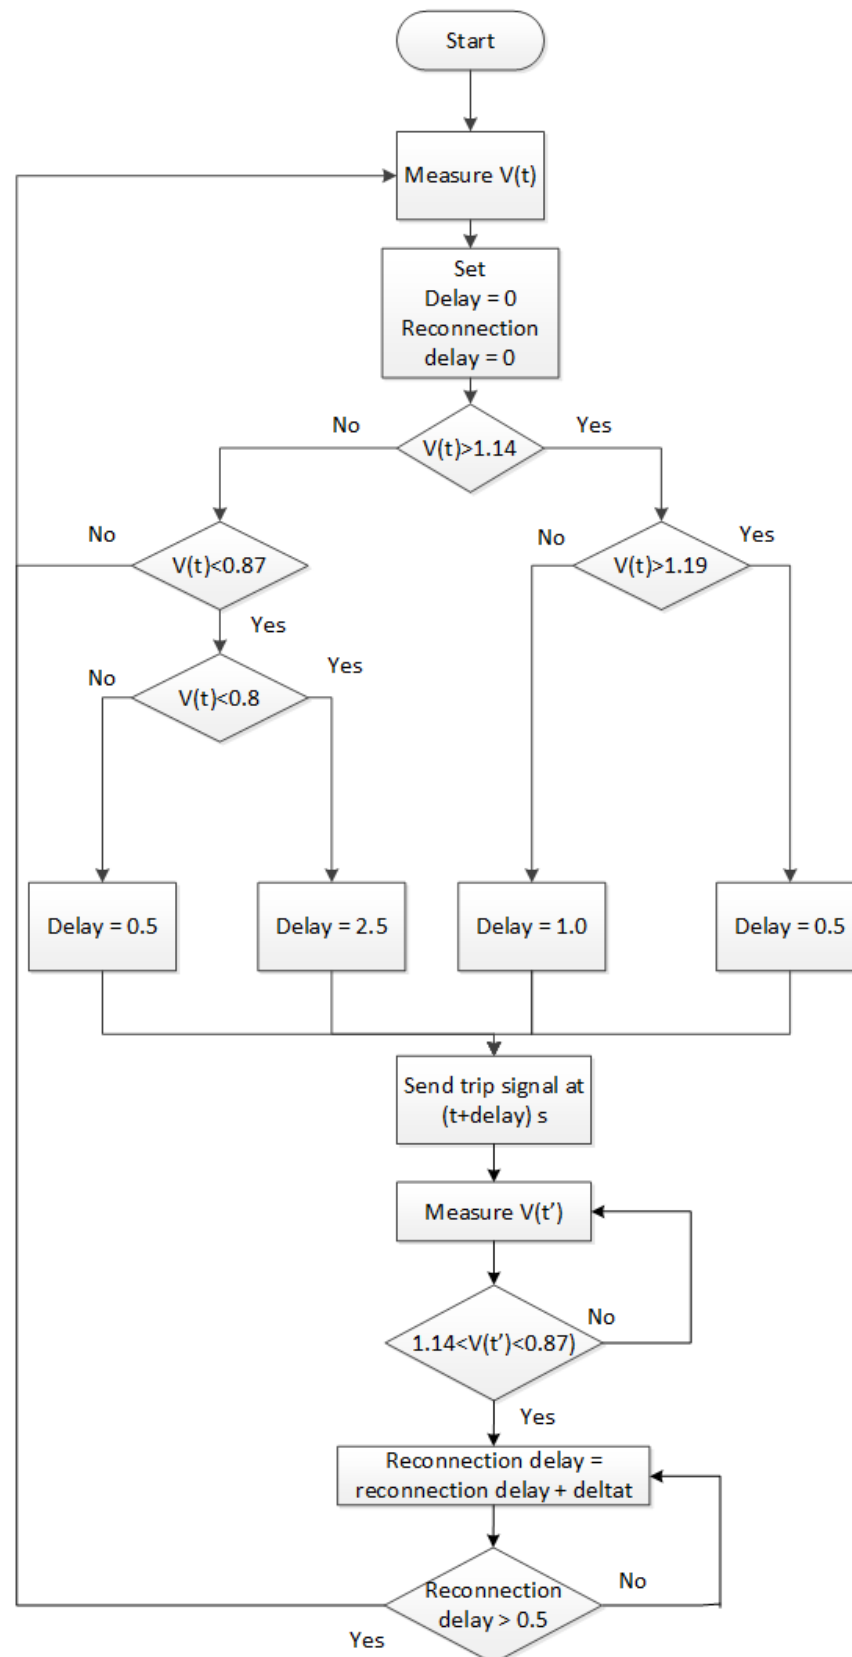 Start
Measure V(t)
Set
Delay = 0
Reconnection
delay = 0
No
Yes
V(t)>1.14
No
V(t)<0.87
Yes
No
V(t)>1.19
Yes
No
V(t)<0.8
Yes
Delay = 0.5
Delay = 2.5
Delay = 1.0
Delay = 0.5
Send trip signal at
(t+delay) s
Measure V(t’)
1.14<V(t’)<0.87)
No
Yes
Reconnection delay =
reconnection delay + deltat
Reconnection
delay > 0.5
No
Yes